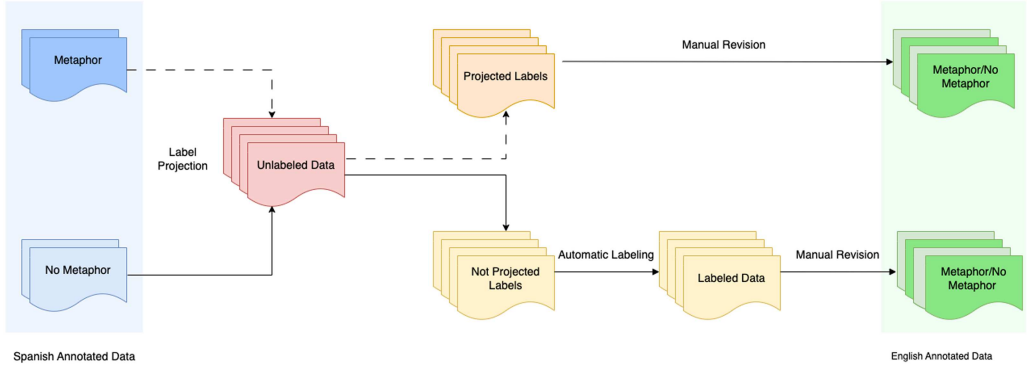 Metaphor
Manual Revision
Projected Labels
Metaphor/No
Metaphor
Label
Projection
Unlabeled Data
No Metaphor
Not Projected
Labels
Automatic Labeling
Labeled Data
Manual Revision
Metaphor/No
Metaphor
Spanish Annotated Data
English Annotated Data